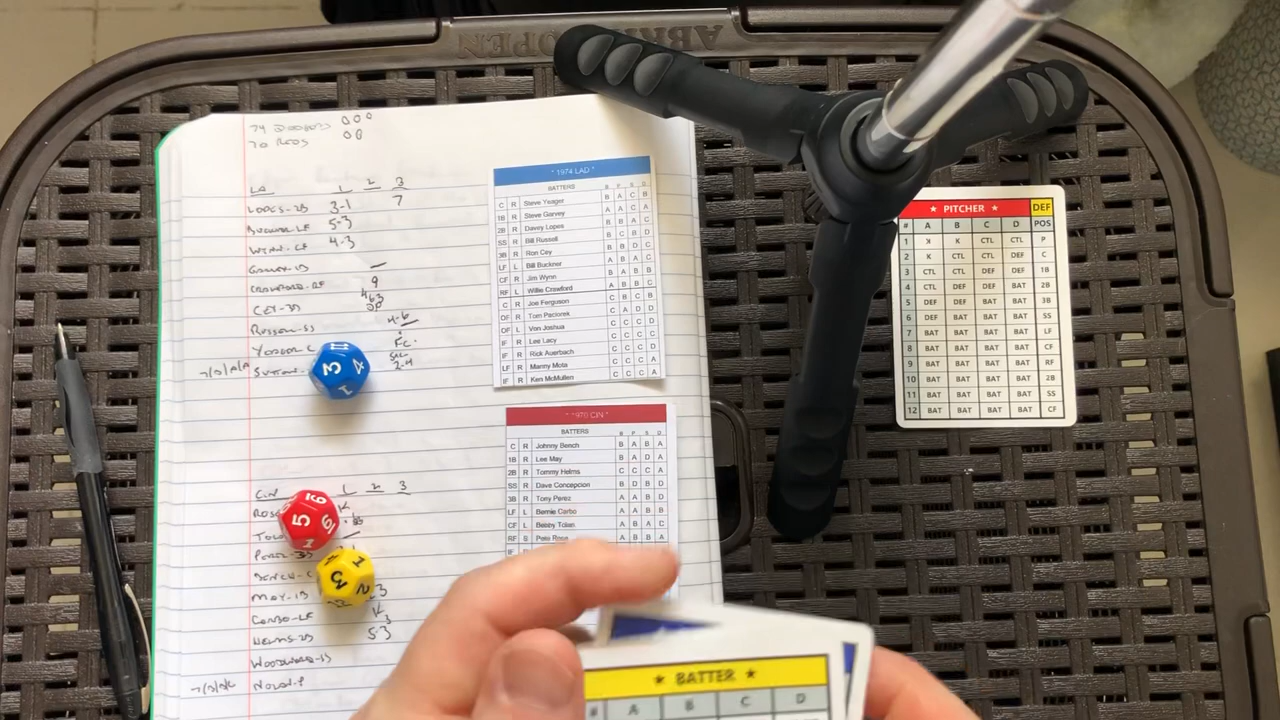 OPEN
74 DODGERS 000
70 REDS 00
LA 1 2 3
LOPES-2B 3-1 7
BUCKNER-LF 5-3
WYNN-CF 4-3
GARVEY-1B
CRAWFORD-RF 9
CEY-3B 463 DP
RUSSELL-SS 4-6
YEAGER-C FC
SUTTON-
* 1974 LAD *
BATTERS B P S D
C R Steve Yeager B A C B
1B R Steve Garvey A A C A
2B R Davey Lopes B B A C
SS R Bill Russell B C B D
3B R Ron Cey B B D C
LF L Bill Buckner A B A C
CF R Jim Wynn B A B B
RF L Willie Crawford A B B C
C R Joe Ferguson C B C B
OF R Tom Paciorek C A D D
OF L Von Joshua C C C D
IF L Lee Lacy C C C D
IF R Rick Auerbach C C C C
LF R Manny Mota C C C C
IF R Ken McMullen C C C A
★ PITCHER ★ DEF
# A B C D POS
1 K K CTL CTL P
2 K CTL CTL DEF C
3 CTL CTL DEF DEF 1B
4 CTL DEF DEF BAT 2B
5 DEF DEF BAT BAT 3B
6 DEF BAT BAT BAT SS
7 BAT BAT BAT BAT LF
8 BAT BAT BAT BAT CF
9 BAT BAT BAT BAT RF
10 BAT BAT BAT BAT 2B
11 BAT BAT BAT BAT SS
12 BAT BAT BAT BAT CF
* 1970 CIN *
BATTERS B P S D
C R Johnny Bench B A B A
1B R Lee May B A D A
2B R Tommy Helms C C C A
SS R Dave Concepcion B D B D
3B R Tony Perez A A B D
LF L Bernie Carbo A A B D
CF L Bobby Tolan A B A C
RF S Pete Rose A B B A
CIN 1 2 3
PEREZ-3B
BENCH-C
MAY-1B
CARBO-LF K
HELMS-2B 5-3
WOODWARD-SS
NOLAN-P
★ BATTER ★
# A B C D